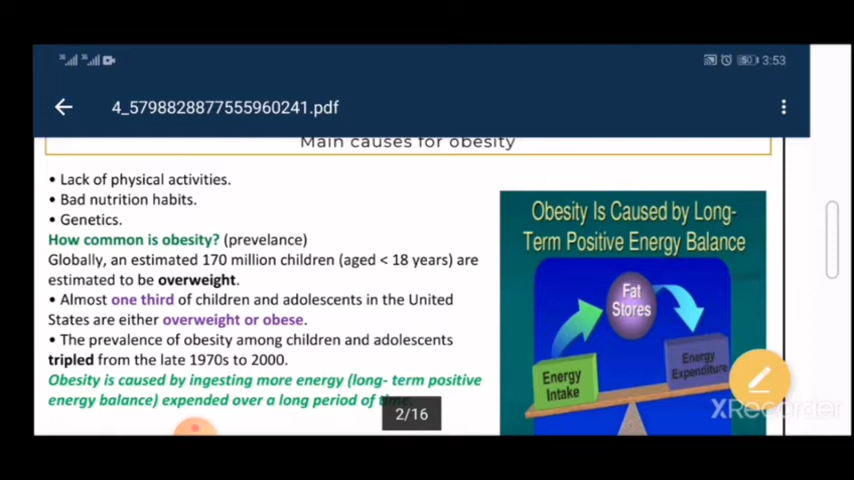 3:53
4_5798828877555960241.pdf
Main causes for obesity
• Lack of physical activities.
• Bad nutrition habits.
• Genetics.
How common is obesity? (prevelance)
Globally, an estimated 170 million children (aged < 18 years) are
estimated to be overweight.
• Almost one third of children and adolescents in the United
States are either overweight or obese.
• The prevalence of obesity among children and adolescents
tripled from the late 1970s to 2000.
Obesity is caused by ingesting more energy (long- term positive
energy balance) expended over a long period of time.
2/16
Obesity Is Caused by Long-
Term Positive Energy Balance
Fat
Stores
Energy
Intake
Energy
Expenditure
XRecorder